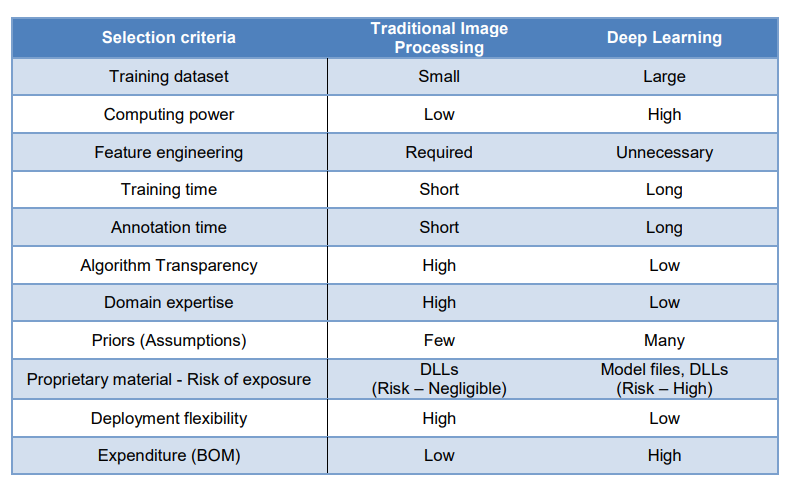 Selection criteria Traditional Image Processing Deep Learning
Training dataset Small Large
Computing power Low High
Feature engineering Required Unnecessary
Training time Short Long
Annotation time Short Long
Algorithm Transparency High Low
Domain expertise High Low
Priors (Assumptions) Few Many
Proprietary material - Risk of exposure DLLs (Risk – Negligible) Model files, DLLs (Risk – High)
Deployment flexibility High Low
Expenditure (BOM) Low High